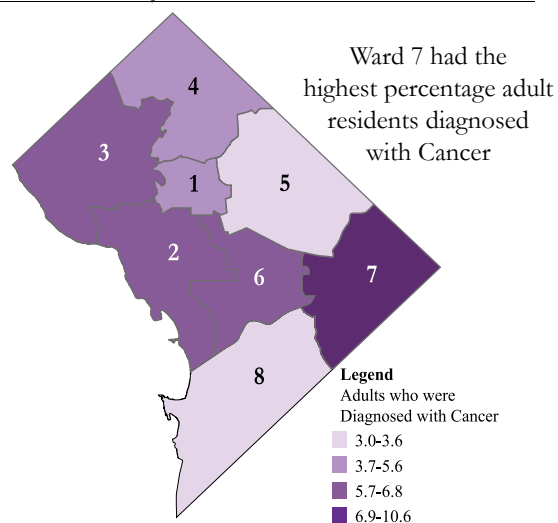 Ward 7 had the
highest percentage adult
residents diagnosed
with Cancer
4
3
1
5
2
6
7
8
Legend
Adults who were
Diagnosed with Cancer
3.0-3.6
3.7-5.6
5.7-6.8
6.9-10.6